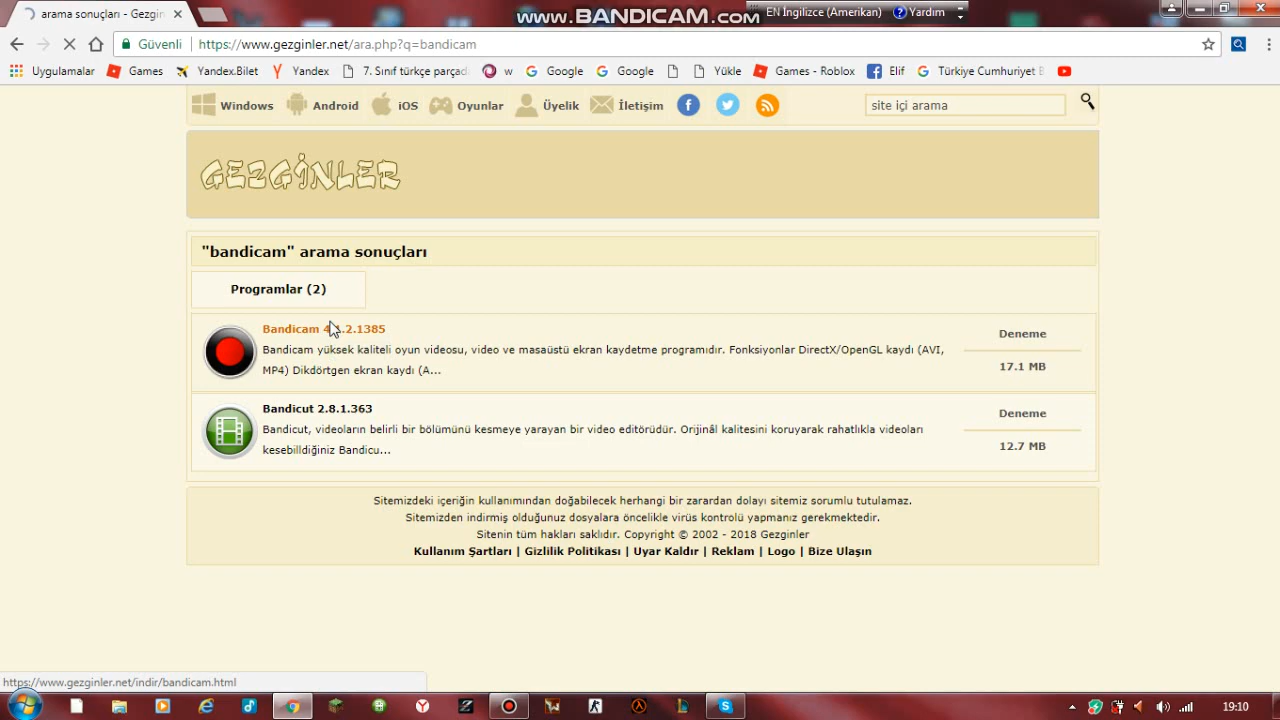 arama sonuçları - Gezgin
www.BANDICAM.com
EN İngilizce (Amerikan) Yardım
Güvenli https://www.gezginler.net/ara.php?q=bandicam
Uygulamalar Games Yandex.Bilet Yandex 7. Sınıf türkçe parçad w Google Google Yükle Games - Roblox Elif Türkiye Cumhuriyet
Windows Android iOS Oyunlar Üyelik İletişim site içi arama
GEZGİNLER
"bandicam" arama sonuçları
Programlar (2)
Bandicam 4.1.2.1385
Deneme
Bandicam yüksek kaliteli oyun videosu, video ve masaüstü ekran kaydetme programıdır. Fonksiyonlar DirectX/OpenGL kaydı (AVI,
MP4) Dikdörtgen ekran kaydı (A...
17.1 MB
Bandicut 2.8.1.363
Deneme
Bandicut, videoların belirli bir bölümünü kesmeye yarayan bir video editörüdür. Orijinâl kalitesini koruyarak rahatlıkla videoları
kesebilldiğiniz Bandicu...
12.7 MB
Sitemizdeki içeriğin kullanımından doğabilecek herhangi bir zarardan dolayı sitemiz sorumlu tutulamaz.
Sitemizden indirmiş olduğunuz dosyalara öncelikle virüs kontrolü yapmanız gerekmektedir.
Sitenin tüm hakları saklıdır. Copyright © 2002 - 2018 Gezginler
Kullanım Şartları | Gizlilik Politikası | Uyar Kaldır | Reklam | Logo | Bize Ulaşın
https://www.gezginler.net/indir/bandicam.html
19:10